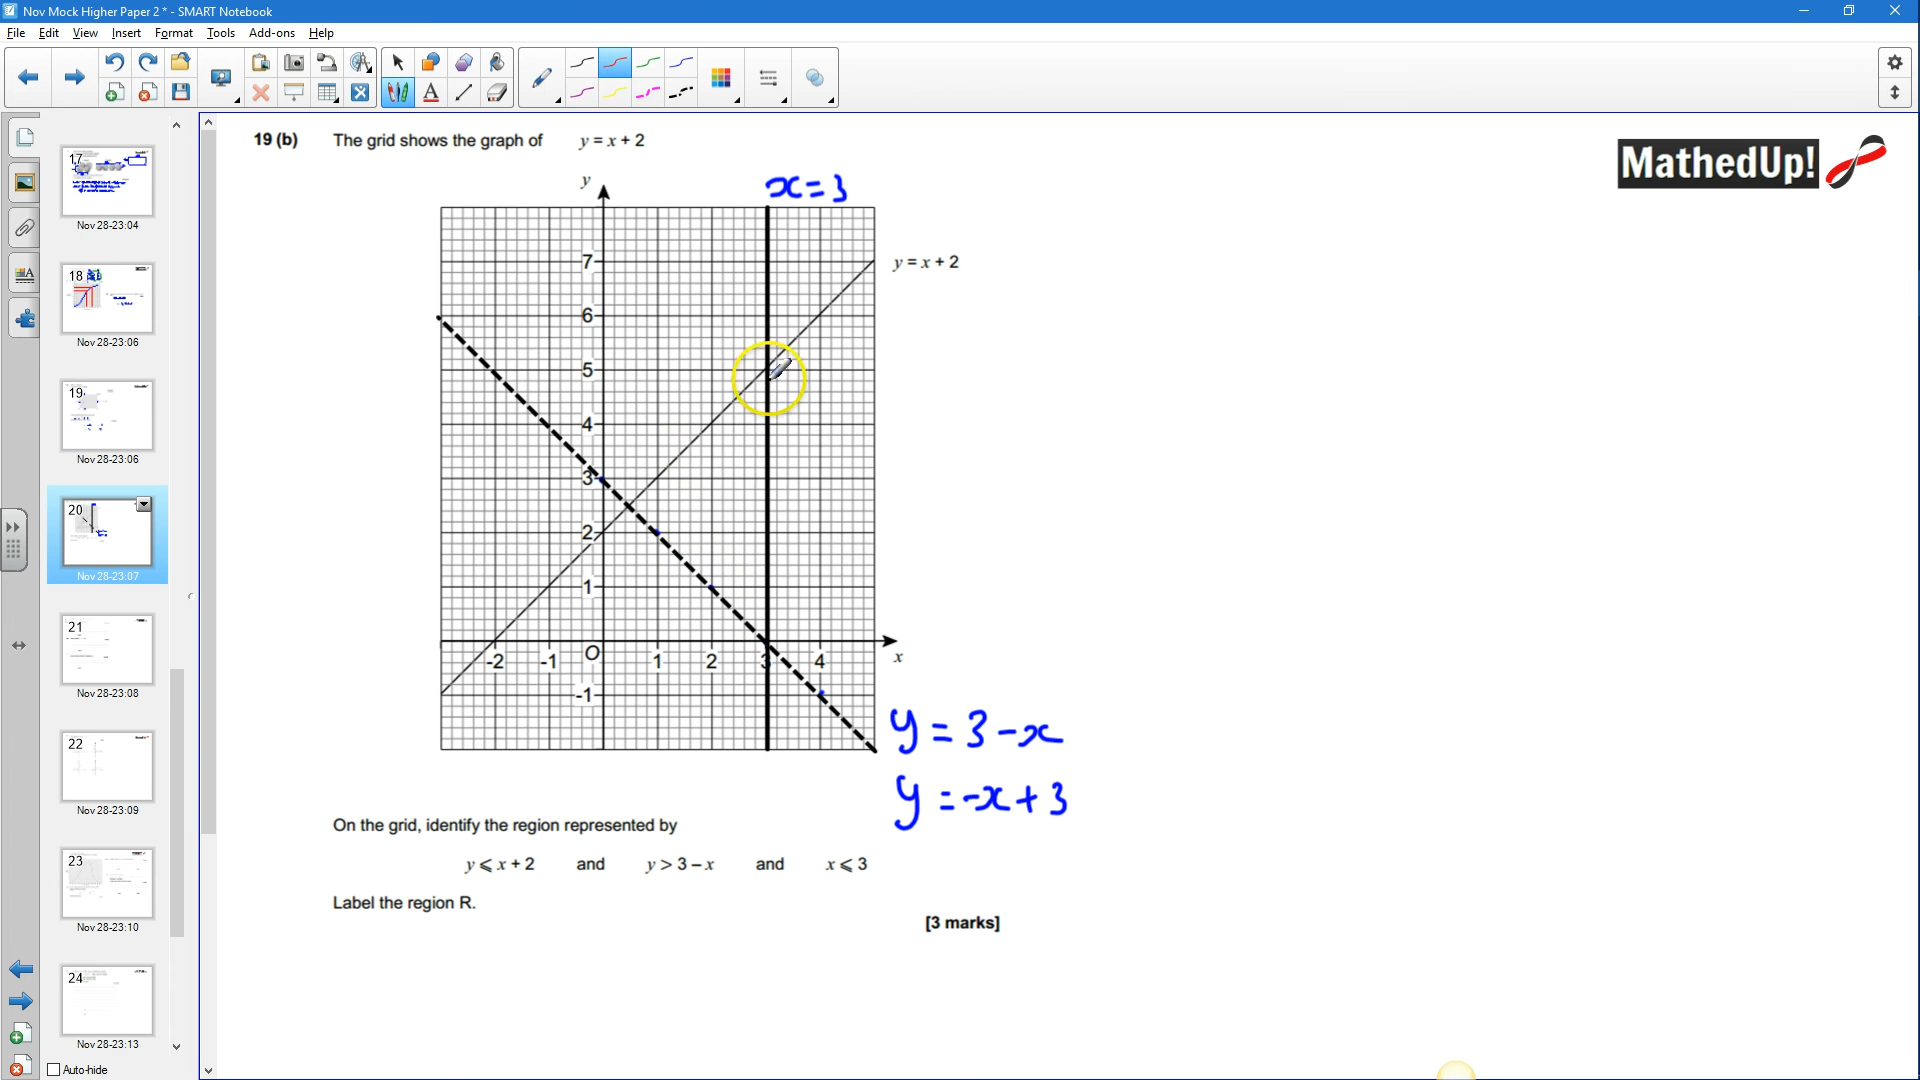 Nov Mock Higher Paper 2 * - SMART Notebook
File Edit View Insert Format Tools Add-ons Help
17
Nov 28-23:04
18
Nov 28-23:06
19
Nov 28-23:06
20
Nov 28-23:07
21
Nov 28-23:08
22
Nov 28-23:09
23
Nov 28-23:10
24
Nov 28-23:13
Auto-hide
19 (b) The grid shows the graph of y = x + 2
MathedUp!
y
x = 3
7
y = x + 2
6
5
4
3
2
1
O
-2 -1 1 2 3 4
x
-1
y = 3 - x
y = -x + 3
On the grid, identify the region represented by
y ⩽ x + 2 and y > 3 – x and x ⩽ 3
Label the region R.
[3 marks]